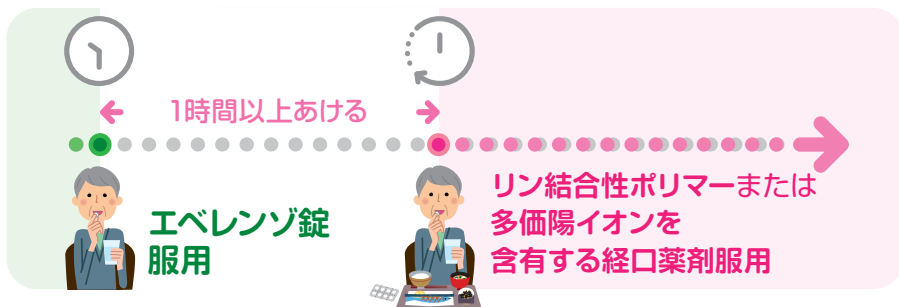 1時間以上あける
エベレンゾ錠
服用
リン結合性ポリマーまたは
多価陽イオンを
含有する経口薬剤服用